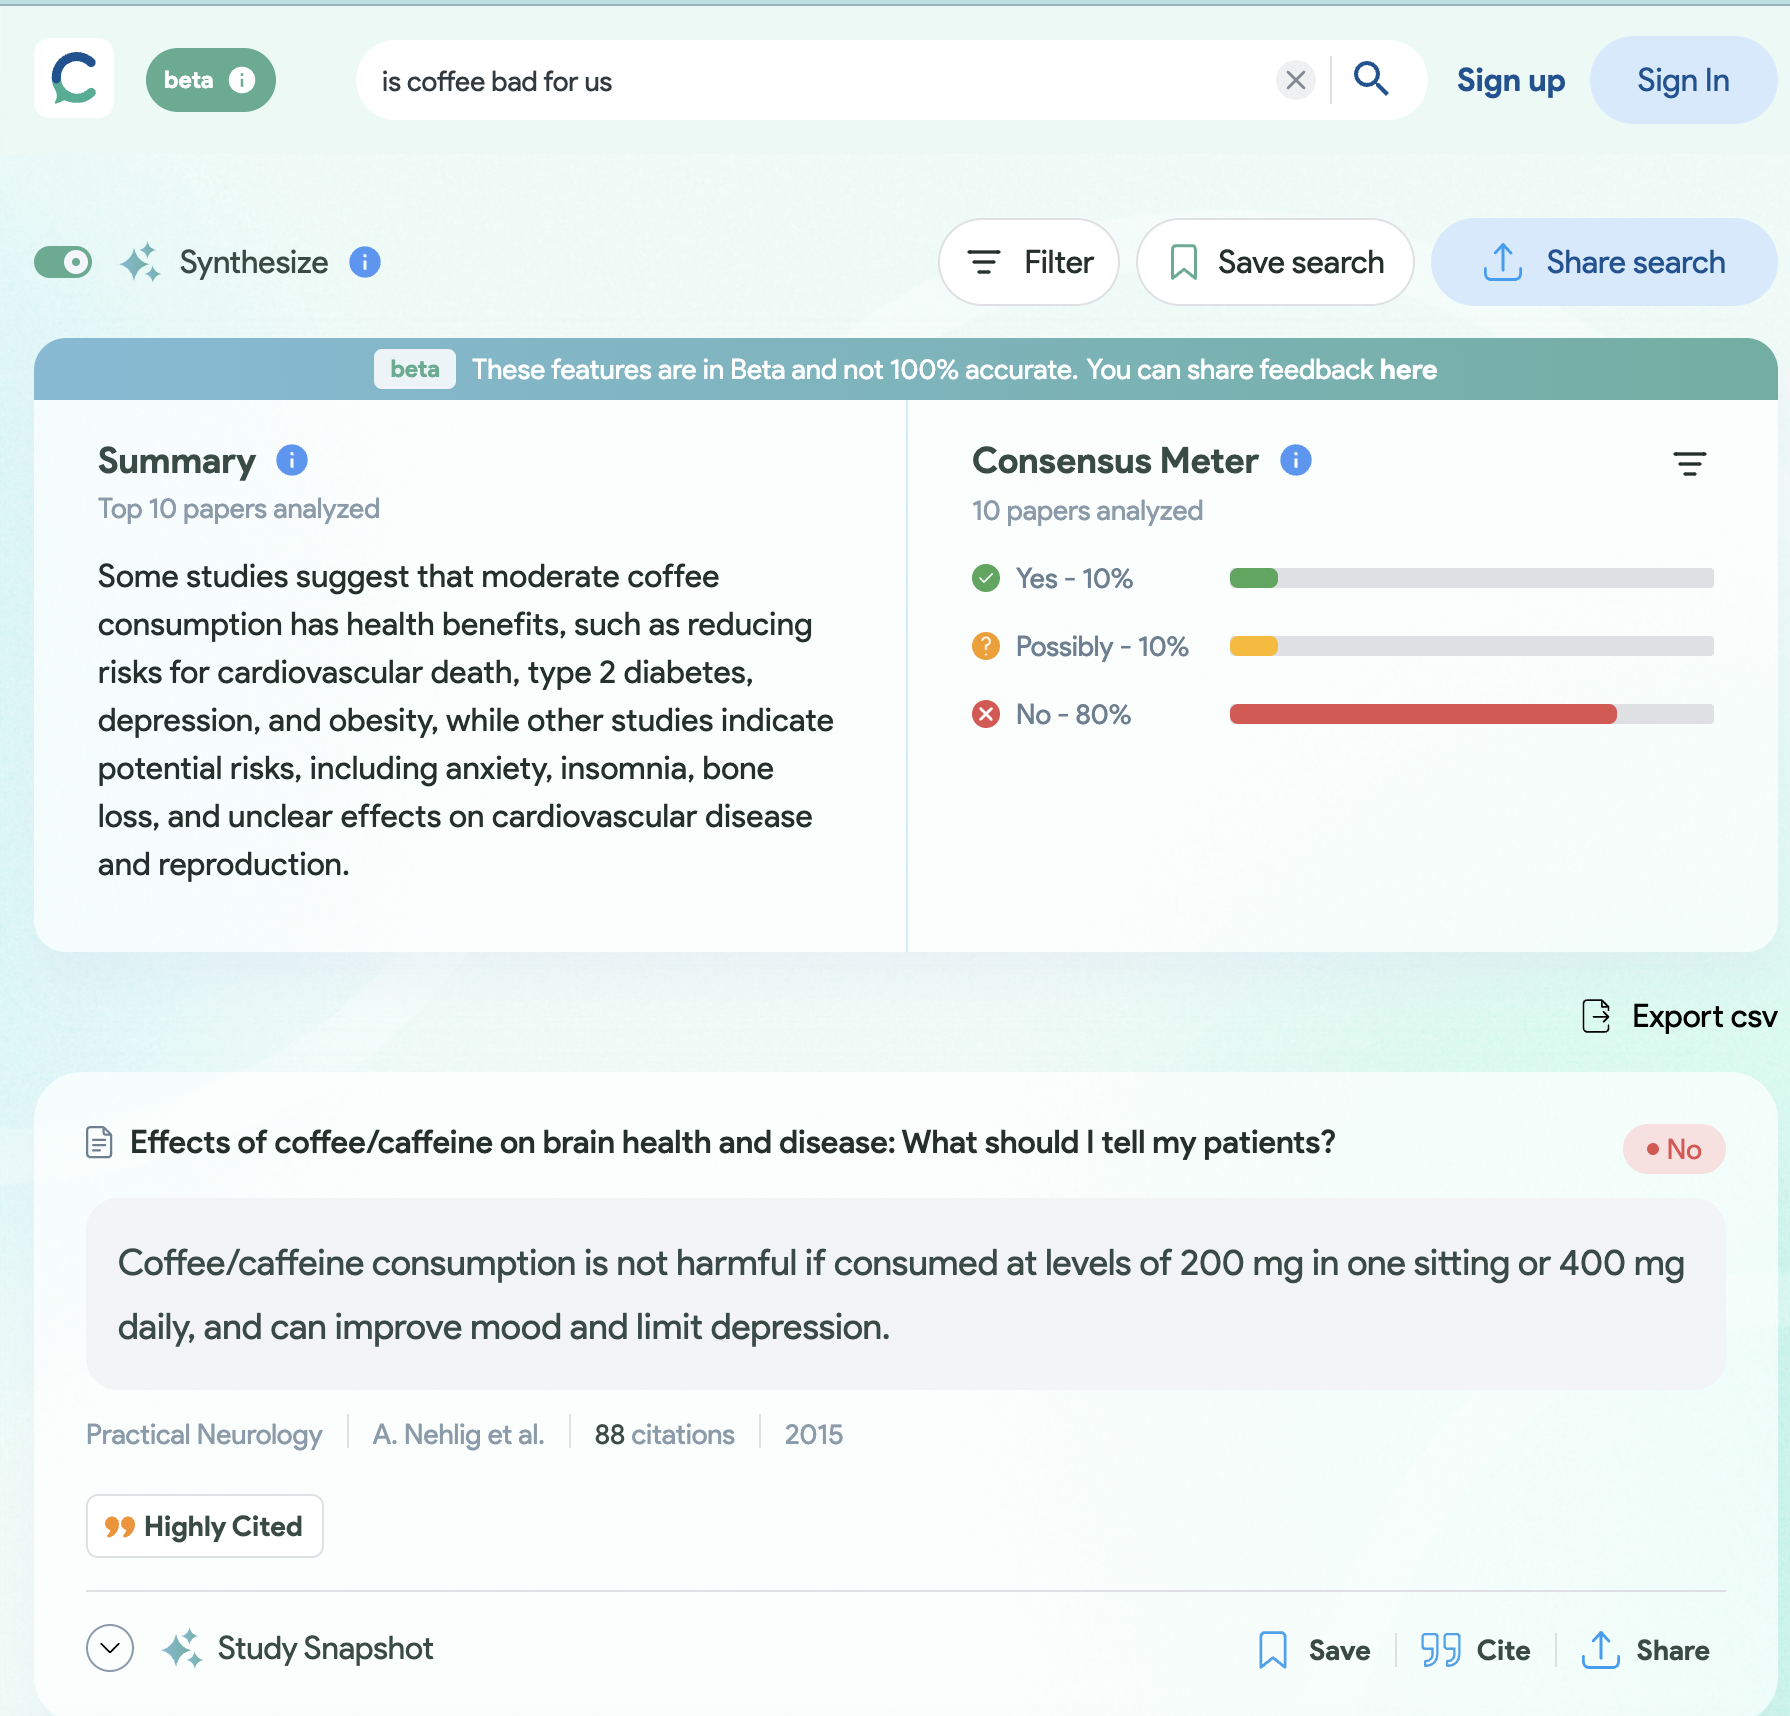 beta
is coffee bad for us
Sign up
Sign In
Synthesize
Filter
Save search
Share search
beta These features are in Beta and not 100% accurate. You can share feedback here
Summary
Top 10 papers analyzed
Some studies suggest that moderate coffee
consumption has health benefits, such as reducing
risks for cardiovascular death, type 2 diabetes,
depression, and obesity, while other studies indicate
potential risks, including anxiety, insomnia, bone
loss, and unclear effects on cardiovascular disease
and reproduction.
Consensus Meter
10 papers analyzed
Yes - 10%
Possibly - 10%
No - 80%
Export csv
Effects of coffee/caffeine on brain health and disease: What should I tell my patients?
No
Coffee/caffeine consumption is not harmful if consumed at levels of 200 mg in one sitting or 400 mg
daily, and can improve mood and limit depression.
Practical Neurology
A. Nehlig et al.
88 citations
2015
Highly Cited
Study Snapshot
Save
Cite
Share